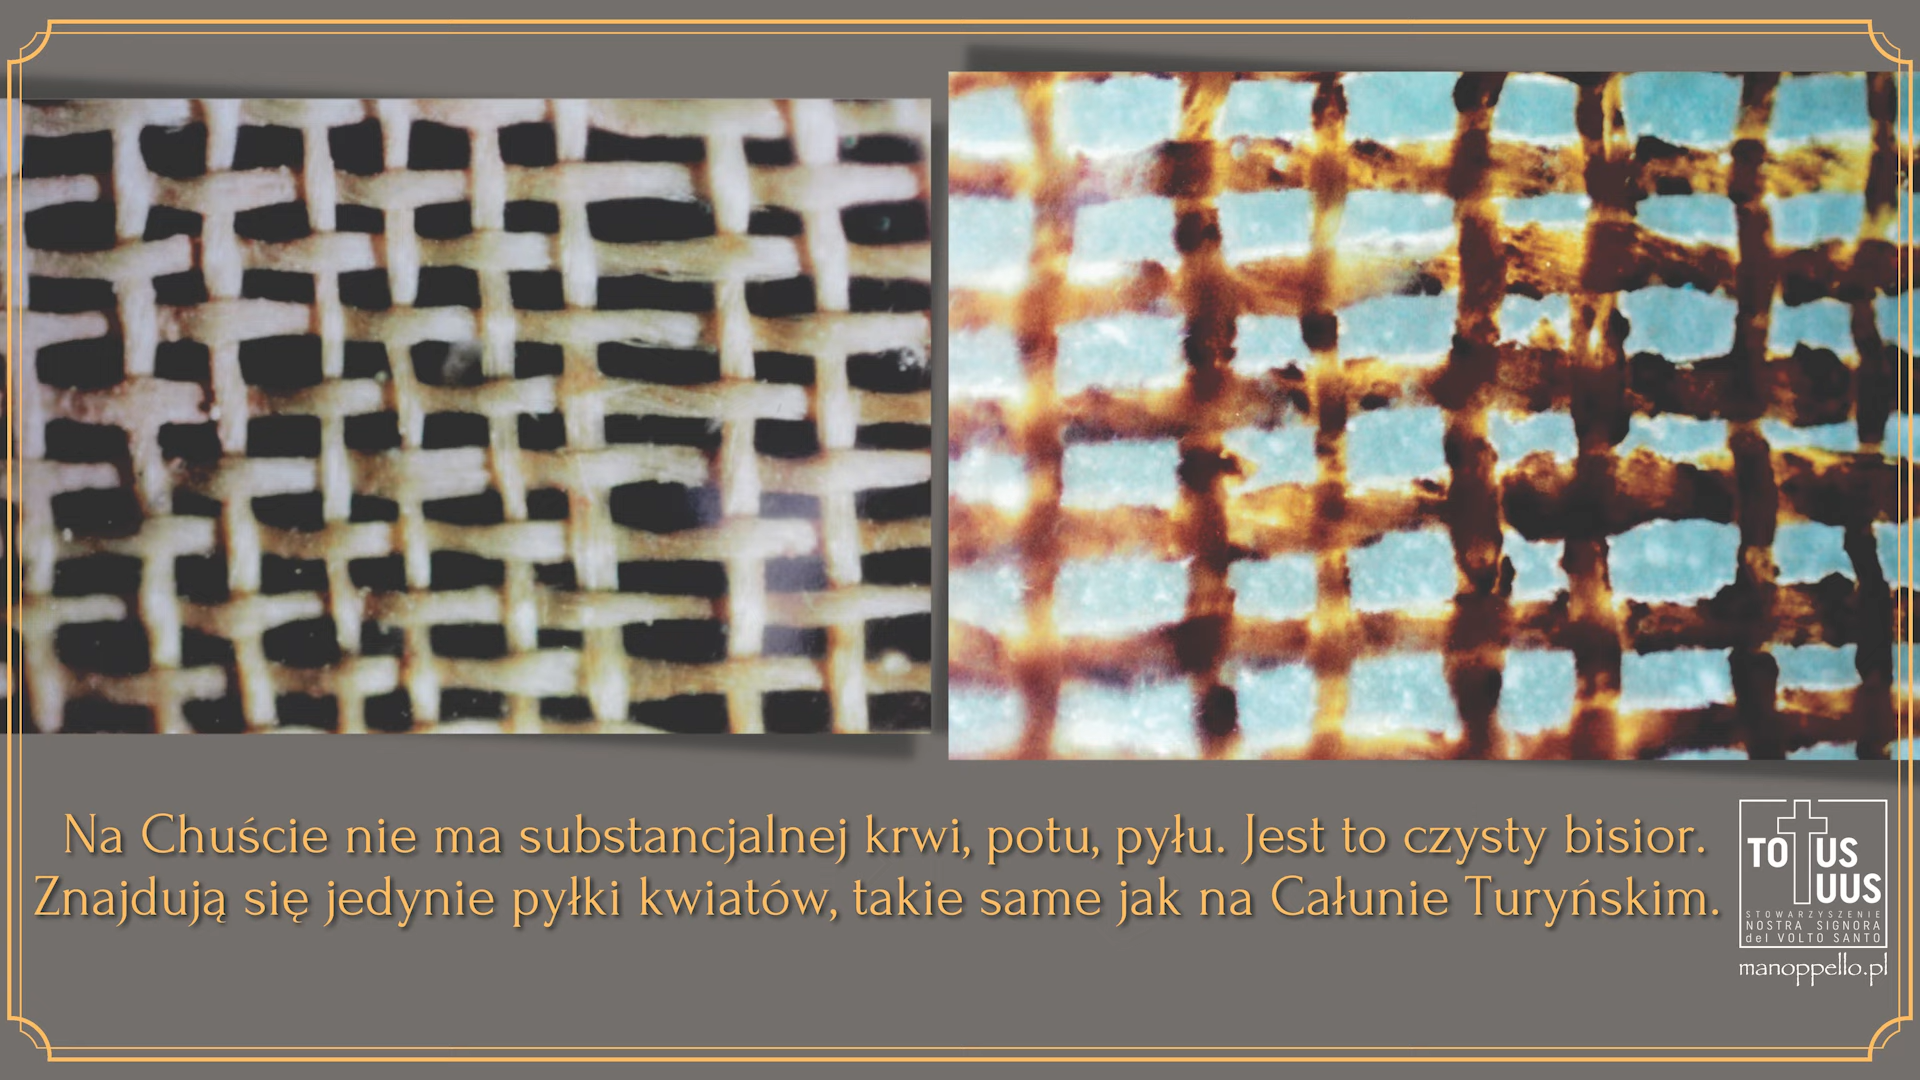 Na Chuście nie ma substancjalnej krwi, potu, pyłu. Jest to czysty bisior.
Znajdują się jedynie pyłki kwiatów, takie same jak na Całunie Turyńskim.
TOTUS
TUUS
STOWARZYSZENIE
NOSTRA SIGNORA
del VOLTO SANTO
manoppello.pl